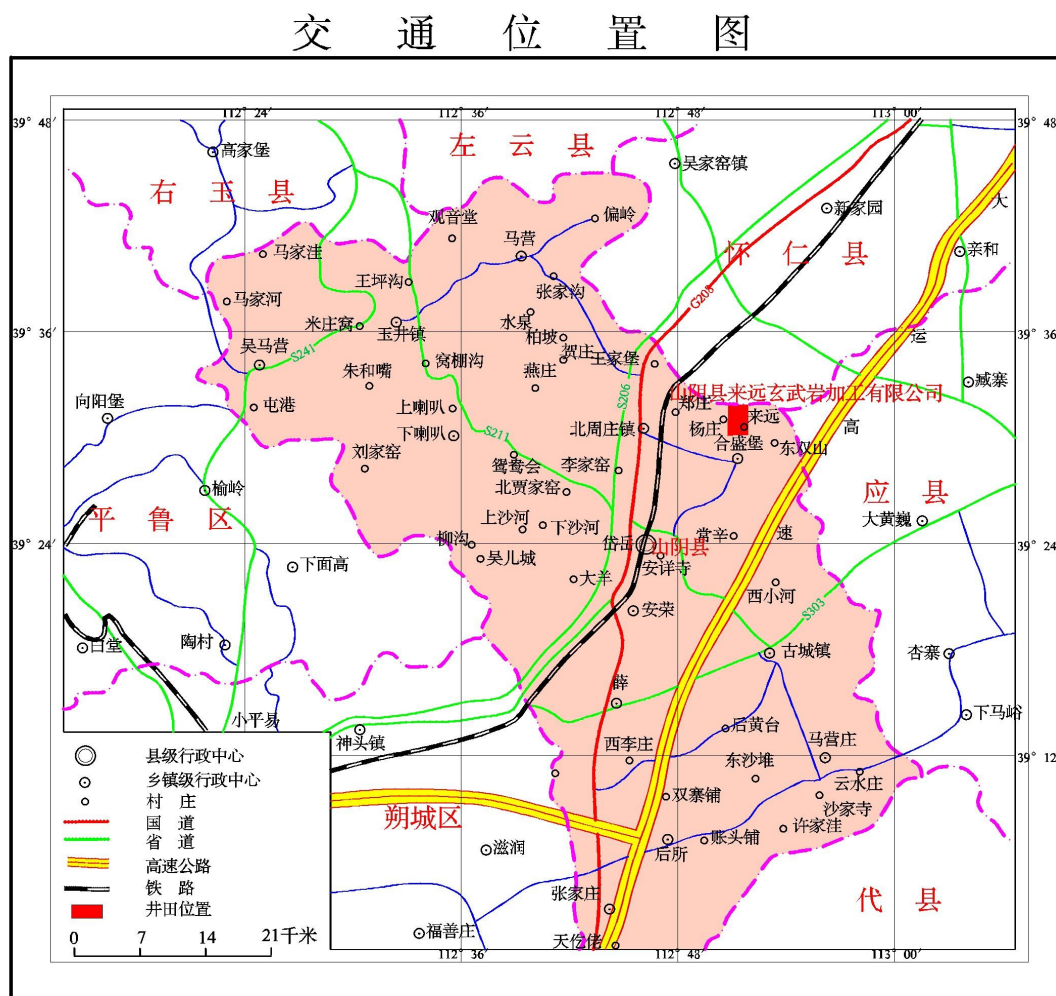 交通位置图
112°24′
112°36′
112°48′
113°00′
39°48′
39°48′
高家堡
左云县
吴家窑镇
右玉县
观音堂
偏岭
新家园
大
马营
怀仁县
亲和
马家洼
王坪沟
张家沟
马家河
G208
米庄窝
玉井镇
水泉
39°36′
39°36′
柏坡
运
吴马营
S241
窝棚沟
贺庄
王家堡
朱和嘴
燕庄
臧寨
山阴县来远玄武岩加工有限公司
S206
向阳堡
屯港
上喇叭
郑庄
来远
杨庄
高
下喇叭
S211
北周庄镇
合盛堡
东双山
刘家窑
鸳鸯会
李家窑
榆岭
北贾家窑
应县
平鲁区
上沙河
下沙河
大黄巍
常辛
速
39°24′
39°24′
柳沟
岱岳
山阴县
吴儿城
安详寺
下面高
大羊
西小河
安荣
S303
白堂
陶村
古城镇
杏寨
薛
小平易
神头镇
后黄台
下马峪
西李庄
马营庄
39°12′
39°12′
东沙堆
云水庄
双寨铺
沙家寺
朔城区
许家洼
滋润
后所
账头铺
张家庄
代县
福善庄
天仡佬
112°36′
112°48′
113°00′
县级行政中心
乡镇级行政中心
村庄
国道
省道
高速公路
铁路
井田位置
0 7 14 21千米